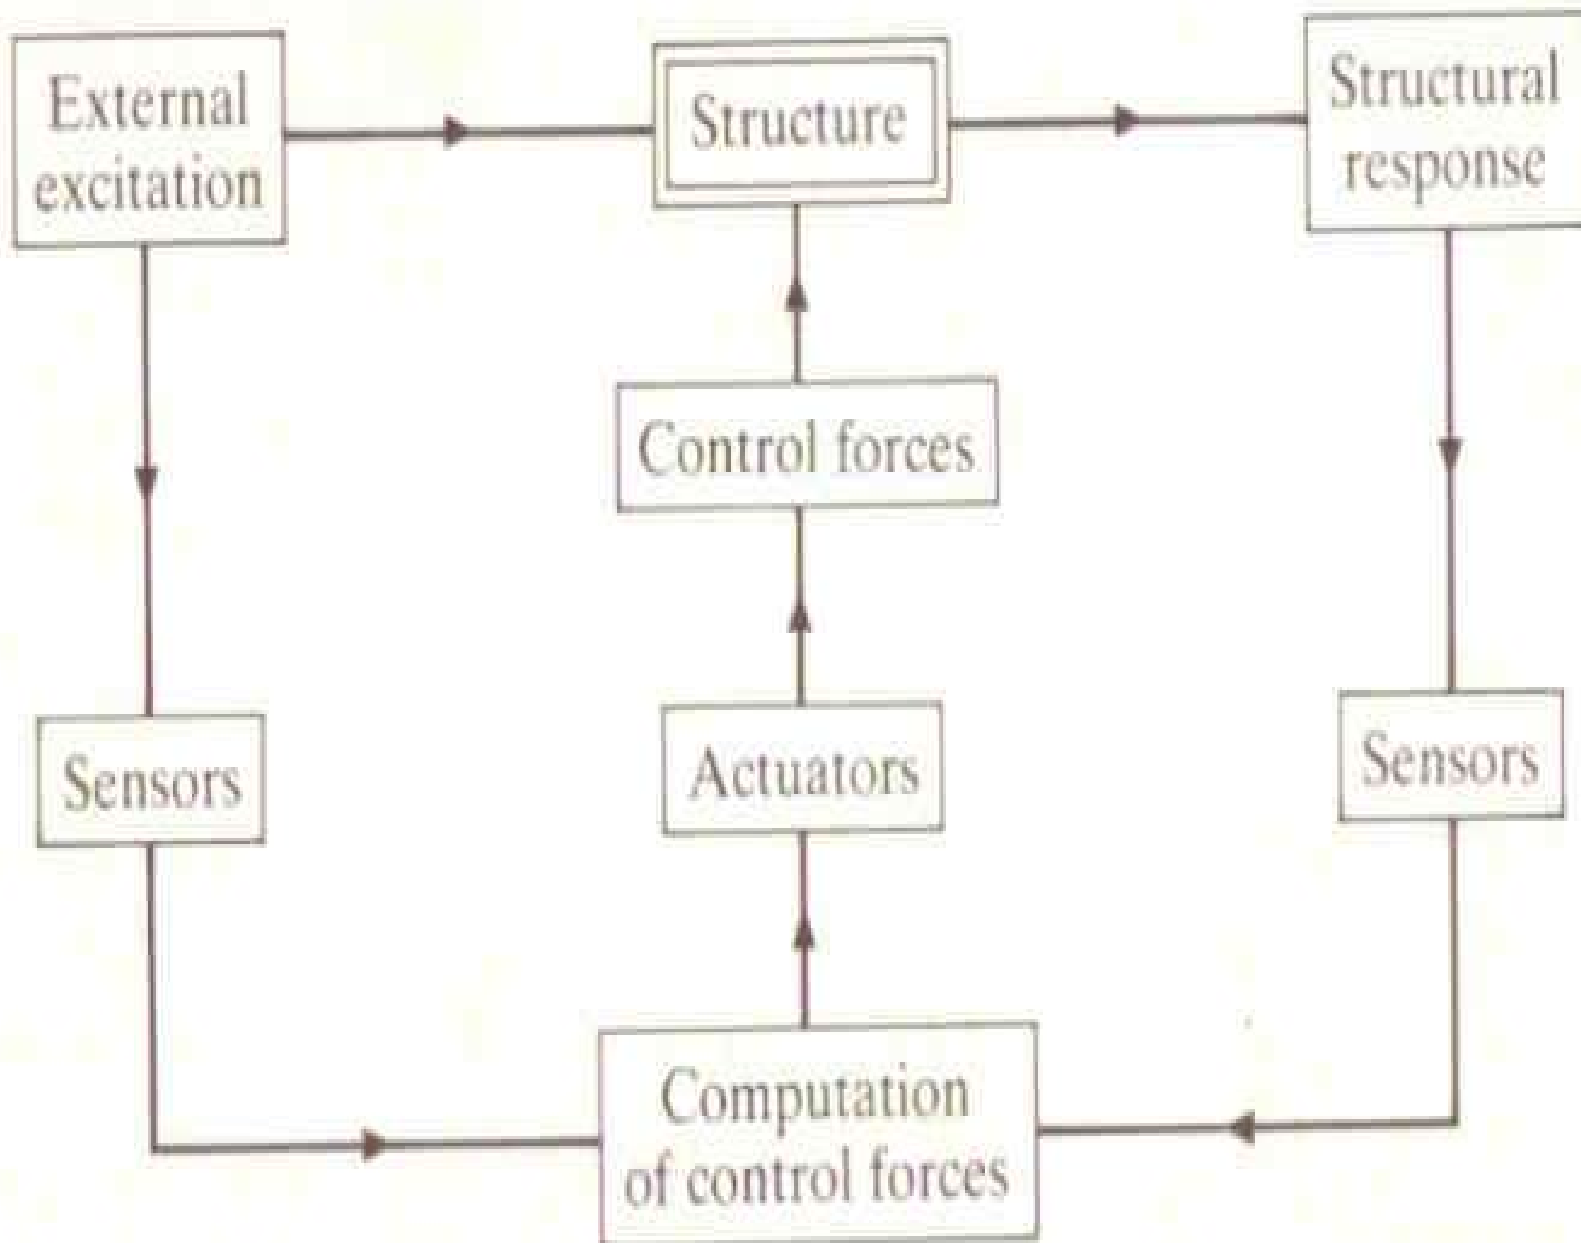 External
excitation
Structure
Structural
response
Control forces
Sensors
Actuators
Sensors
Computation
of control forces